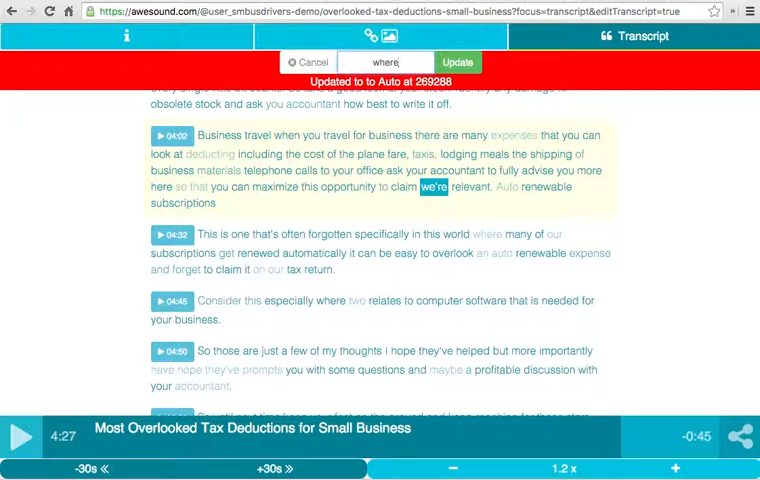 https://awesound.com/@user_smbusdrivers-demo/overlooked-tax-deductions-small-business?focus=transcript&editTranscript=true
Transcript
Cancel where Update
Updated to to Auto at 269288
obsolete stock and ask you accountant how best to write it off.
04:02 Business travel when you travel for business there are many expenses that you can
look at deducting including the cost of the plane fare, taxis, lodging meals the shipping of
business materials telephone calls to your office ask your accountant to fully advise you more
here so that you can maximize this opportunity to claim we're relevant. Auto renewable
subscriptions
04:32 This is one that's often forgotten specifically in this world where many of our
subscriptions get renewed automatically it can be easy to overlook an auto renewable expense
and forget to claim it on our tax return.
04:45 Consider this especially where two relates to computer software that is needed for
your business.
04:50 So those are just a few of my thoughts I hope they've helped but more importantly
have hope they've prompts you with some questions and maybe a profitable discussion with
your accountant.
4:27 Most Overlooked Tax Deductions for Small Business -0:45
-30s +30s 1.2 x